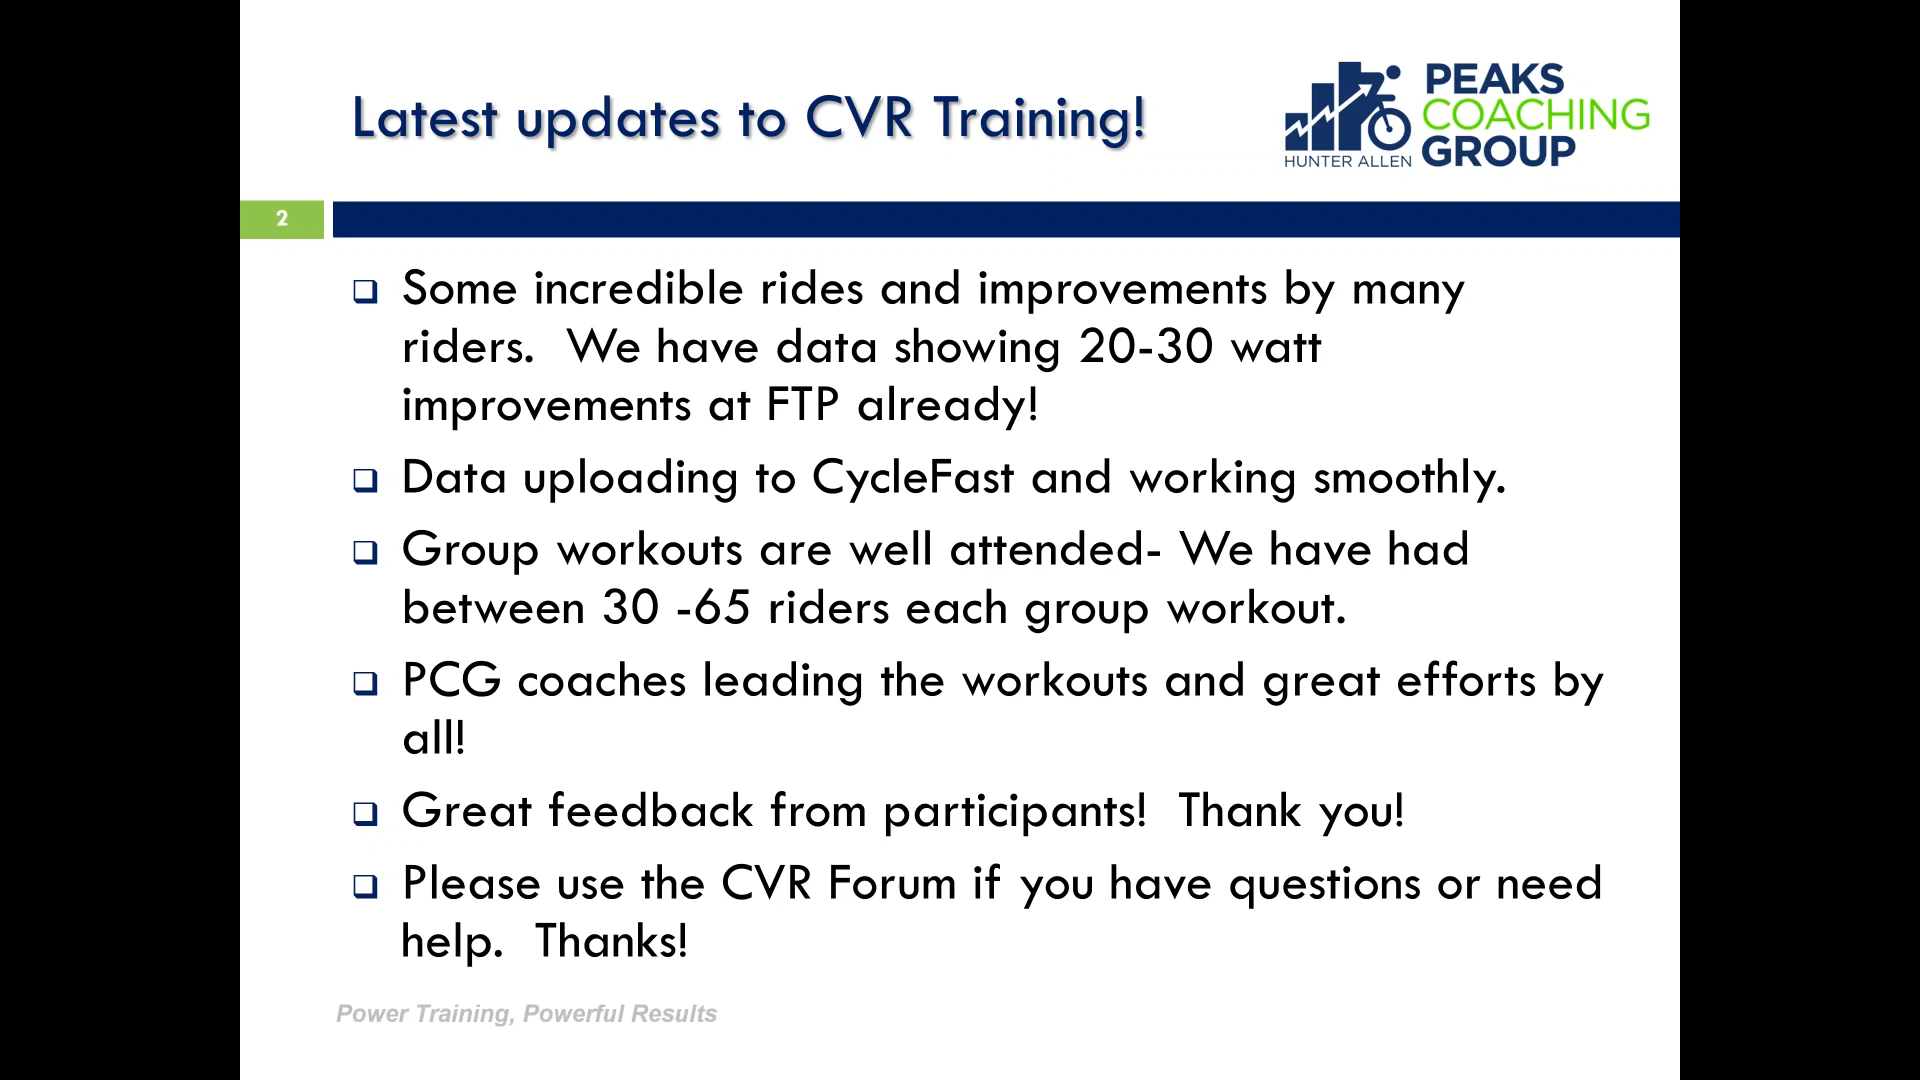 Latest updates to CVR Training!
PEAKS
COACHING
GROUP
HUNTER ALLEN
2
Some incredible rides and improvements by many
riders.  We have data showing 20-30 watt
improvements at FTP already!
Data uploading to CycleFast and working smoothly.
Group workouts are well attended- We have had
between 30 -65 riders each group workout.
PCG coaches leading the workouts and great efforts by
all!
Great feedback from participants!  Thank you!
Please use the CVR Forum if you have questions or need
help.  Thanks!
Power Training, Powerful Results